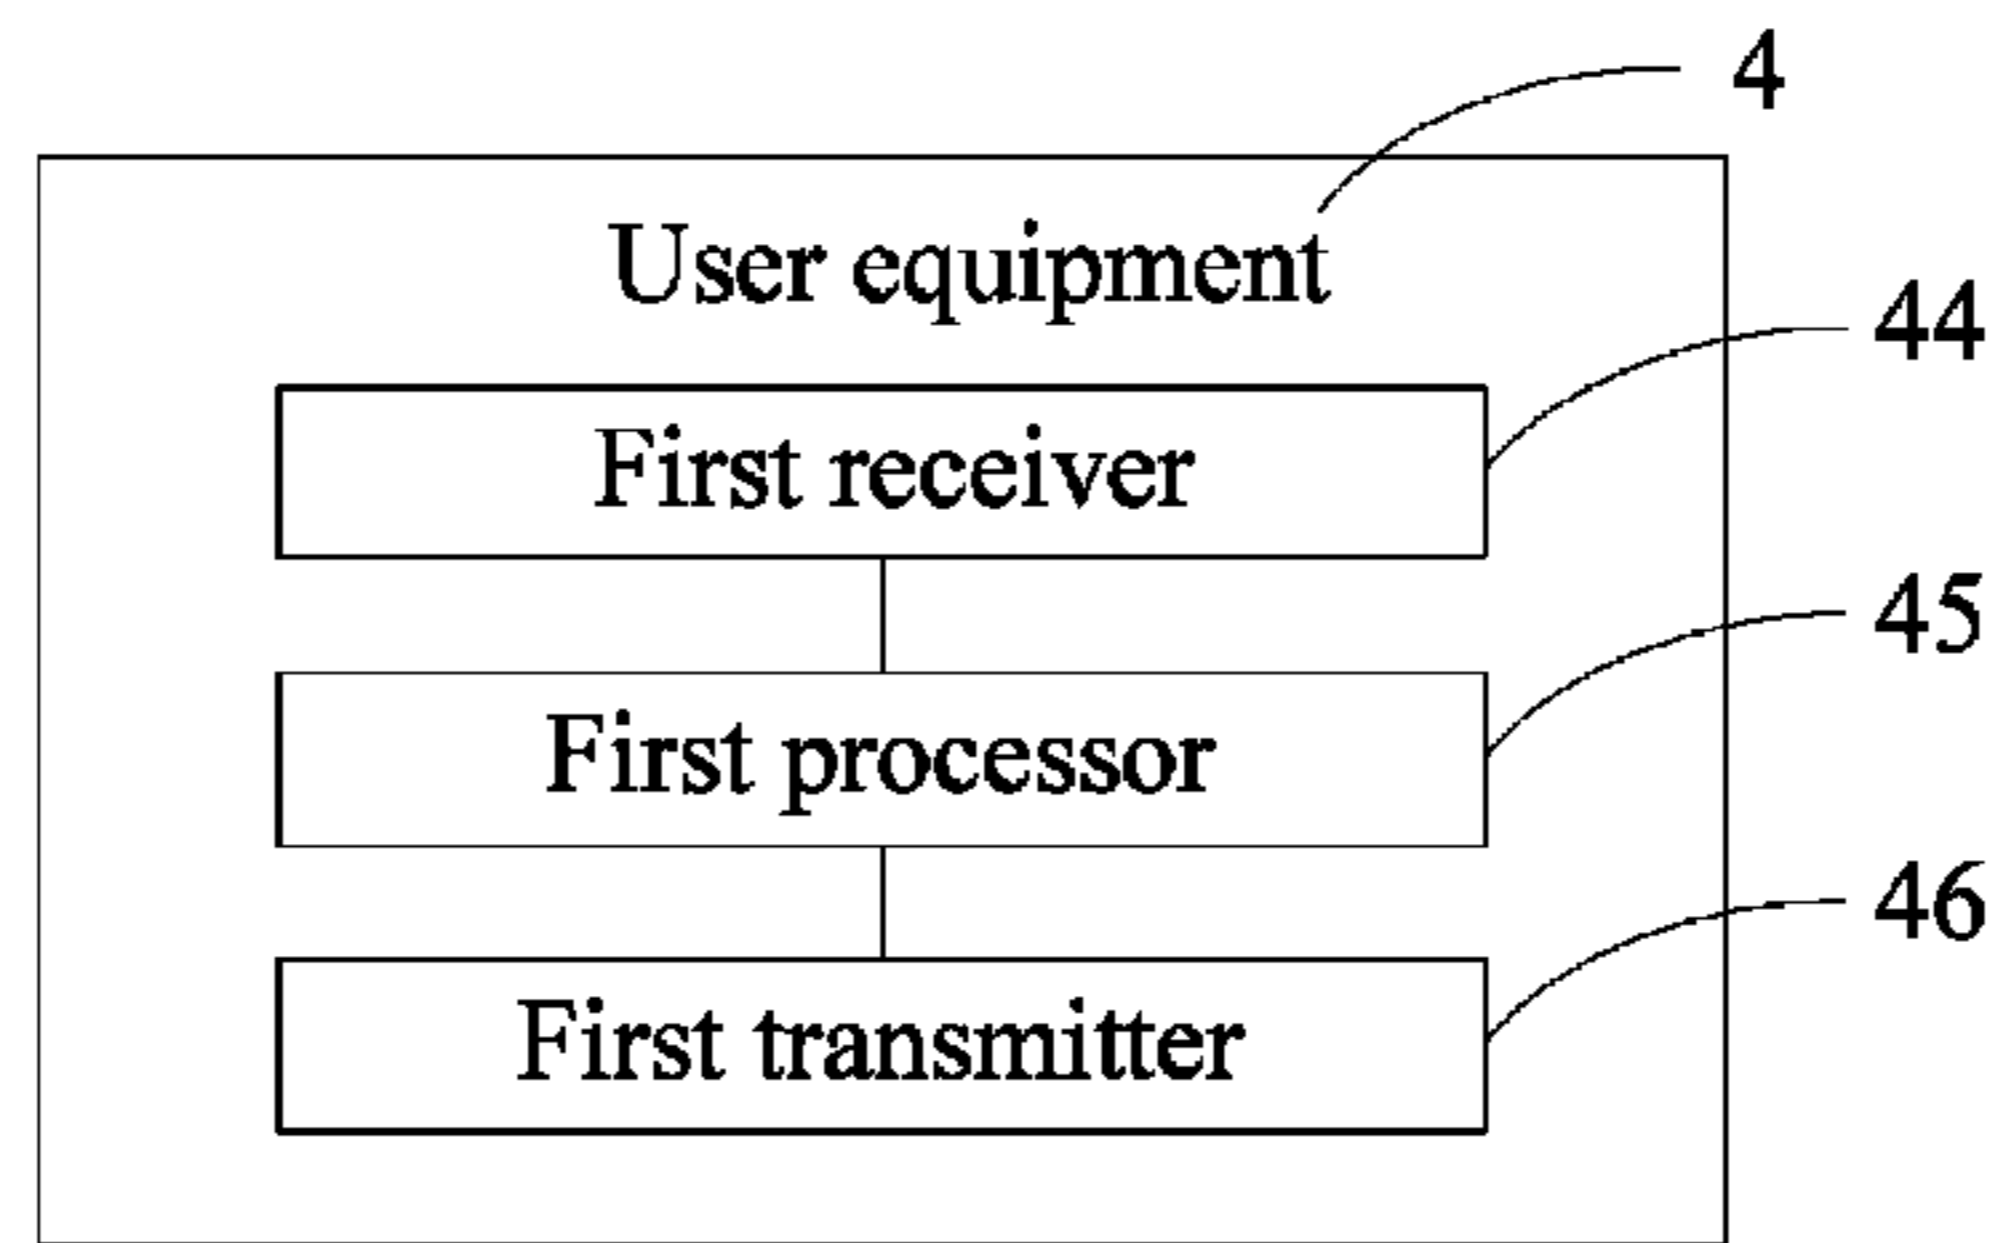 4
User equipment
44
First receiver
45
First processor
46
First transmitter